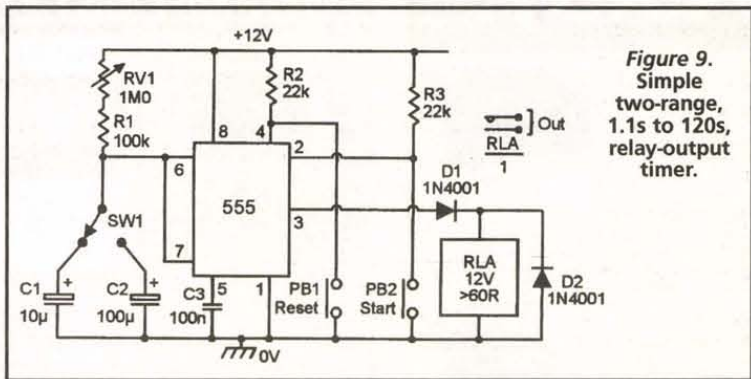 +12V
RV1
1M0
R1
100k
R2
22k
R3
22k
Out
RLA
1
8
4
2
6
3
7
5
1
555
D1
1N4001
SW1
C1
10µ
+
C2
100µ
+
C3
100n
PB1
Reset
PB2
Start
RLA
12V
>60R
D2
1N4001
0V
Figure 9.
Simple
two-range,
1.1s to 120s,
relay-output
timer.